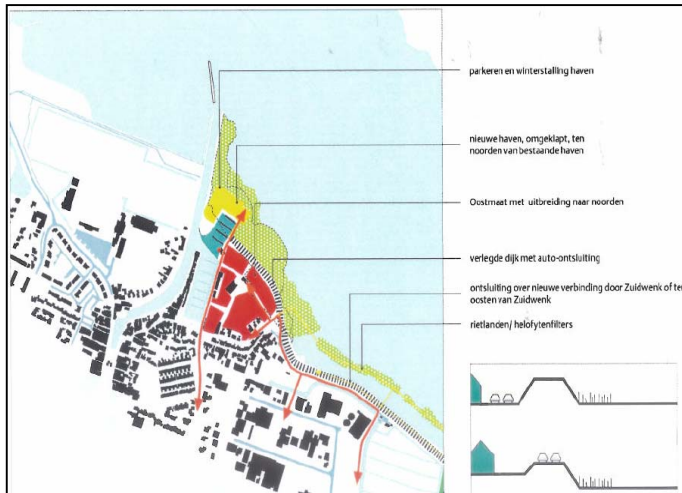 parkeren en winterstalling haven
nieuwe haven, omgeklapt, ten
noorden van bestaande haven
Oostmaat met uitbreiding naar noorden
verlegde dijk met auto-ontsluiting
ontsluiting over nieuwe verbinding door Zuidwenk of ten
oosten van Zuidwenk
rietlanden/ helofytenfilters